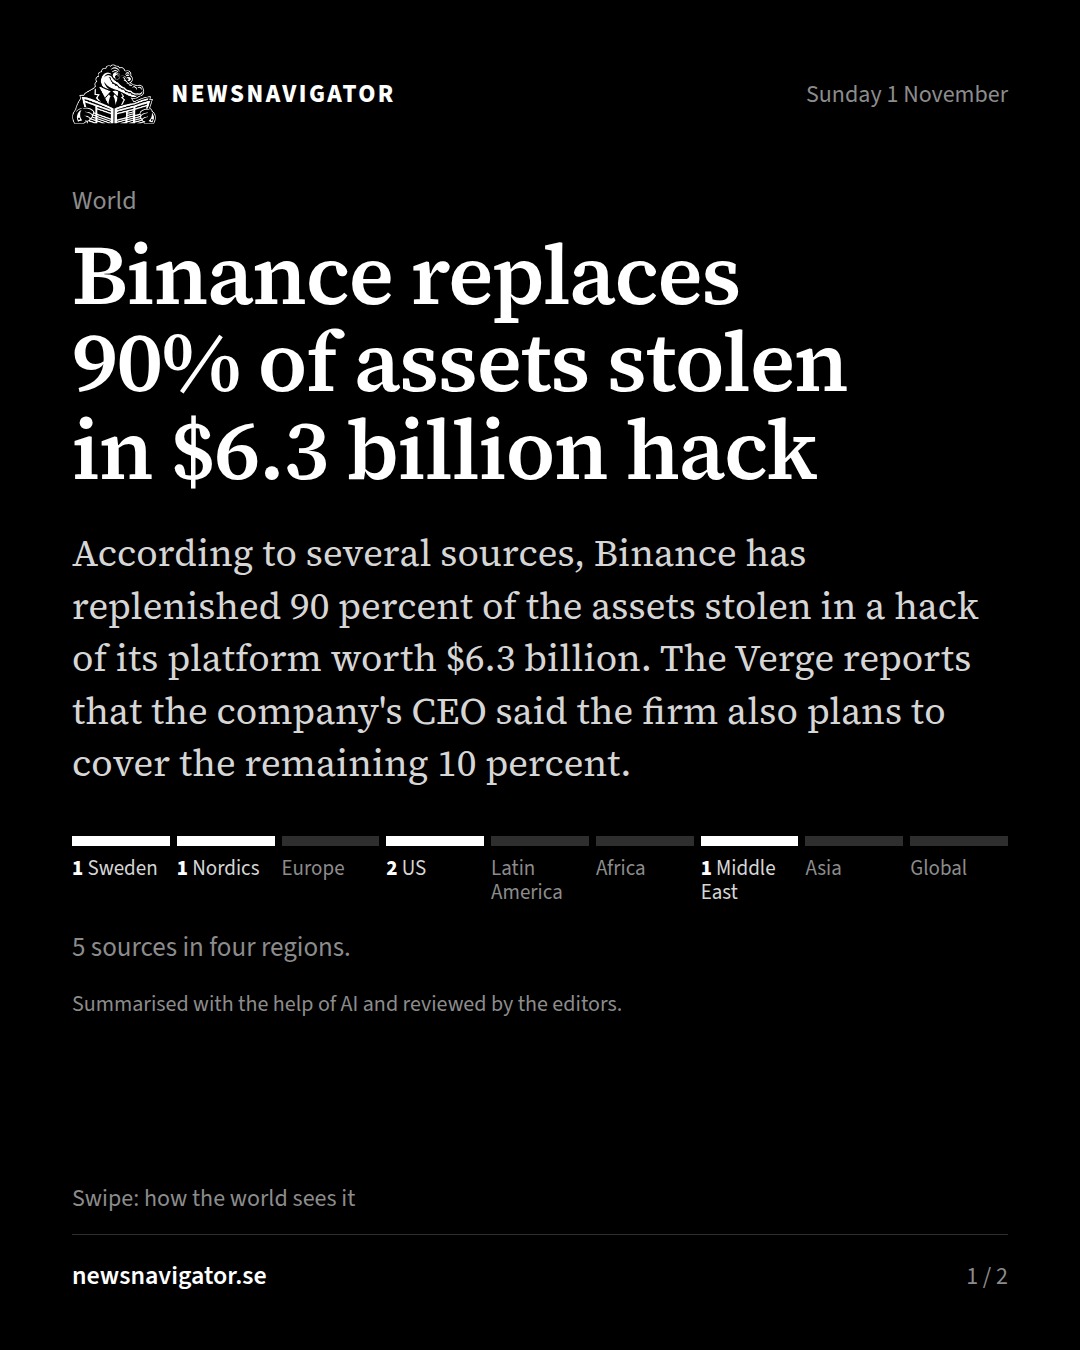 NEWSNAVIGATOR
Sunday 1 November
World
Binance replaces
90% of assets stolen
in $6.3 billion hack
According to several sources, Binance has
replenished 90 percent of the assets stolen in a hack
of its platform worth $6.3 billion. The Verge reports
that the company's CEO said the firm also plans to
cover the remaining 10 percent.
1 Sweden
1 Nordics
Europe
2 US
Latin
America
Africa
1 Middle
East
Asia
Global
5 sources in four regions.
Summarised with the help of AI and reviewed by the editors.
Swipe: how the world sees it
newsnavigator.se
1 / 2